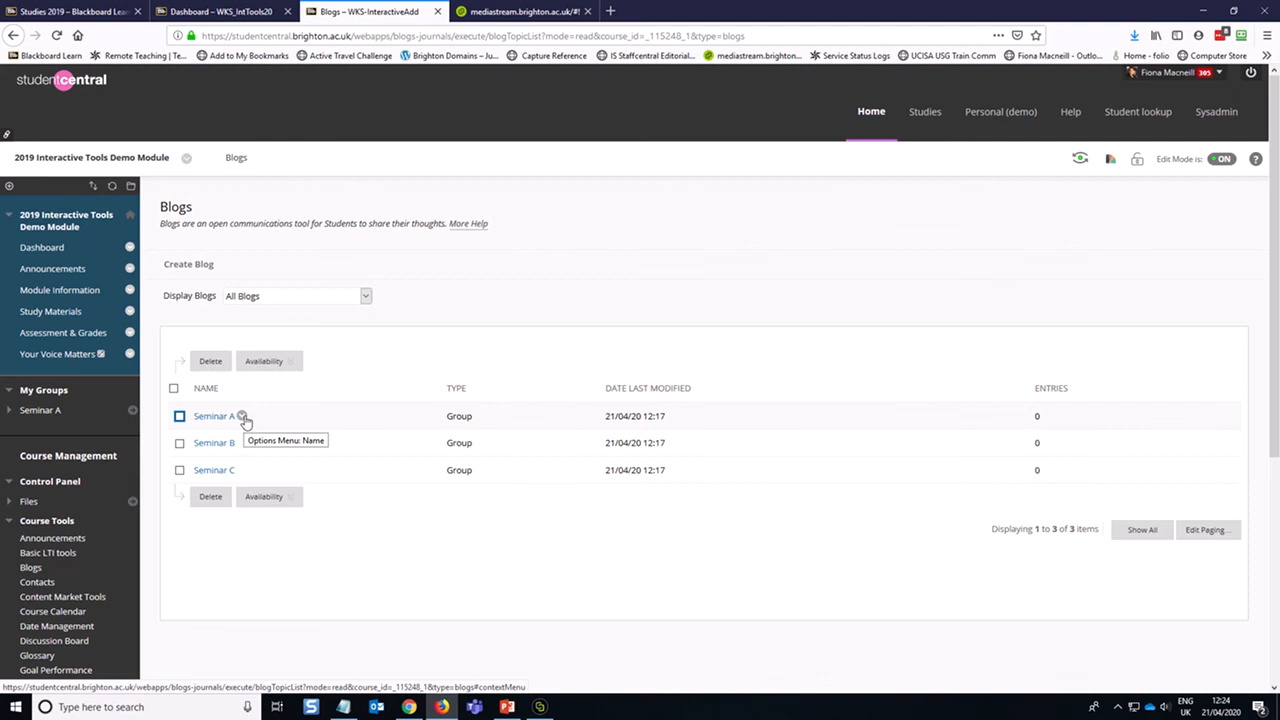 Studies 2019 – Blackboard Learn
Dashboard – WKS_IntTools20
Blogs – WKS-InteractiveAdd
mediastream.brighton.ac.uk/#!
https://studentcentral.brighton.ac.uk/webapps/blogs-journals/execute/blogTopicList?mode=read&course_id=_115248_1&type=blogs
Blackboard Learn
Remote Teaching | Te...
Add to My Bookmarks
Active Travel Challenge
Brighton Domains – Ju...
Capture Reference
IS Staffcentral Editorial...
mediastream.brighton...
Service Status Logs
UCISA USG Train Comm
Fiona Macneill – Outlo...
Home - folio
Computer Store
studentcentral
Fiona Macneill 305
Home
Studies
Personal (demo)
Help
Student lookup
Sysadmin
2019 Interactive Tools Demo Module
Blogs
Edit Mode is: ON
?
2019 Interactive Tools
Demo Module
Dashboard
Announcements
Module Information
Study Materials
Assessment & Grades
Your Voice Matters
My Groups
Seminar A
Course Management
Control Panel
Files
Course Tools
Announcements
Basic LTI tools
Blogs
Contacts
Content Market Tools
Course Calendar
Date Management
Discussion Board
Glossary
Goal Performance
Blogs
Blogs are an open communications tool for Students to share their thoughts. More Help
Create Blog
Display Blogs All Blogs
Delete Availability
NAME TYPE DATE LAST MODIFIED ENTRIES
Seminar A Group 21/04/20 12:17 0
Options Menu: Name
Seminar B Group 21/04/20 12:17 0
Seminar C Group 21/04/20 12:17 0
Delete Availability
Displaying 1 to 3 of 3 items Show All Edit Paging...
https://studentcentral.brighton.ac.uk/webapps/blogs-journals/execute/blogTopicList?mode=read&course_id=_115248_1&type=blogs#contextMenu
Type here to search
ENG
UK
12:24
21/04/2020